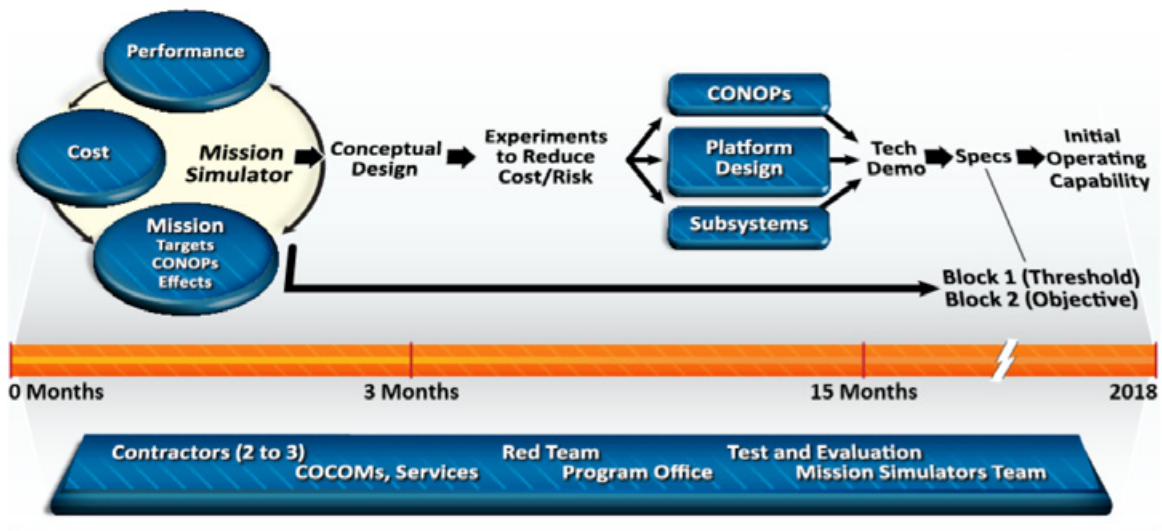 Performance
Cost
Mission
Simulator
Mission
Targets
CONOPs
Effects
Conceptual
Design
Experiments
to Reduce
Cost/Risk
CONOPs
Platform
Design
Subsystems
Tech
Demo
Specs
Initial
Operating
Capability
Block 1 (Threshold)
Block 2 (Objective)
0 Months
3 Months
15 Months
2018
Contractors (2 to 3)
COCOMs, Services
Red Team
Program Office
Test and Evaluation
Mission Simulators Team